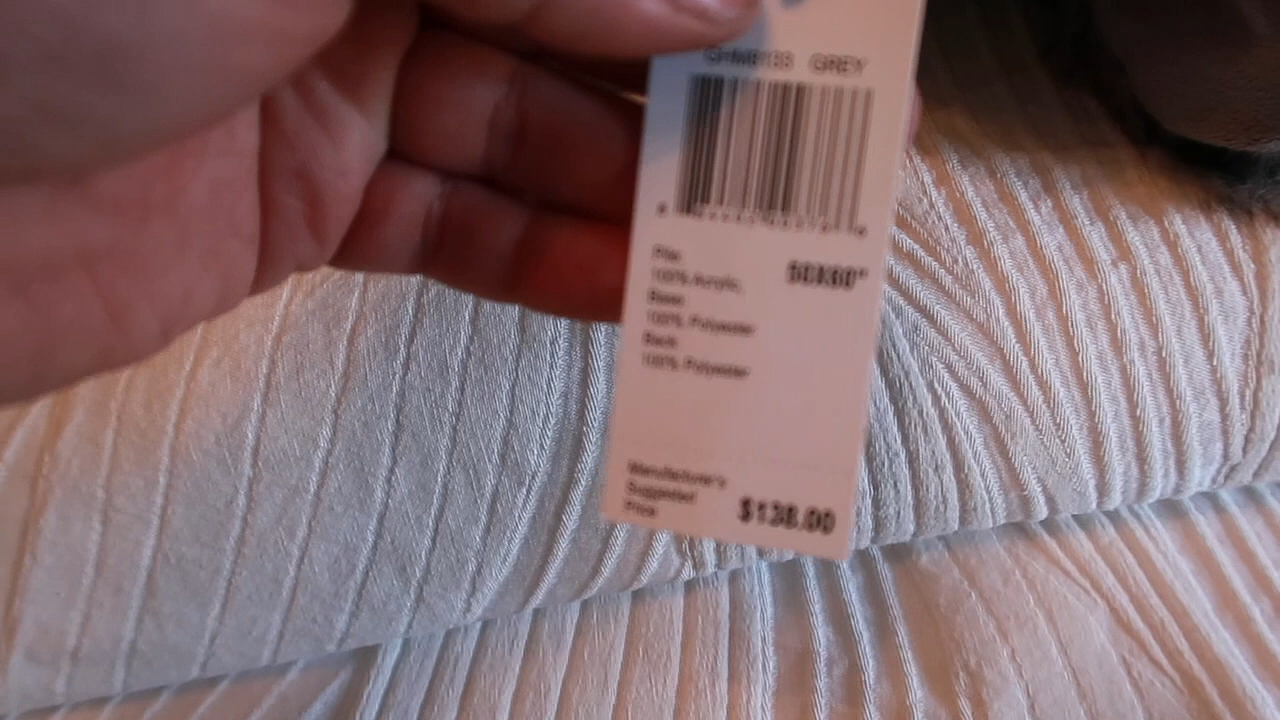 GREY
50X60"
Pile:
100% Acrylic,
Base:
100% Polyester
Back:
100% Polyester
Manufacturer's
Suggested
Price
$138.00